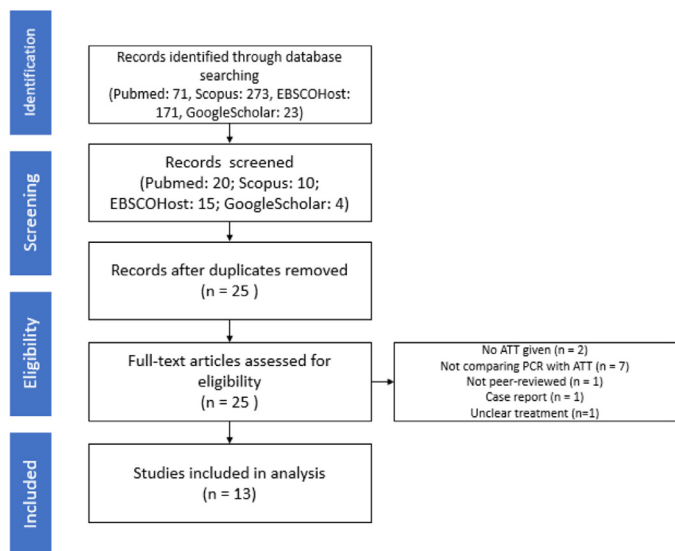 Identification
Records identified through database
searching
(Pubmed: 71, Scopus: 273, EBSCOHost:
171, GoogleScholar: 23)
Screening
Records screened
(Pubmed: 20; Scopus: 10;
EBSCOHost: 15; GoogleScholar: 4)
Records after duplicates removed
(n = 25 )
Eligibility
Full-text articles assessed for
eligibility
(n = 25 )
No ATT given (n = 2)
Not comparing PCR with ATT (n = 7)
Not peer-reviewed (n = 1)
Case report (n = 1)
Unclear treatment (n=1)
Included
Studies included in analysis
(n = 13)